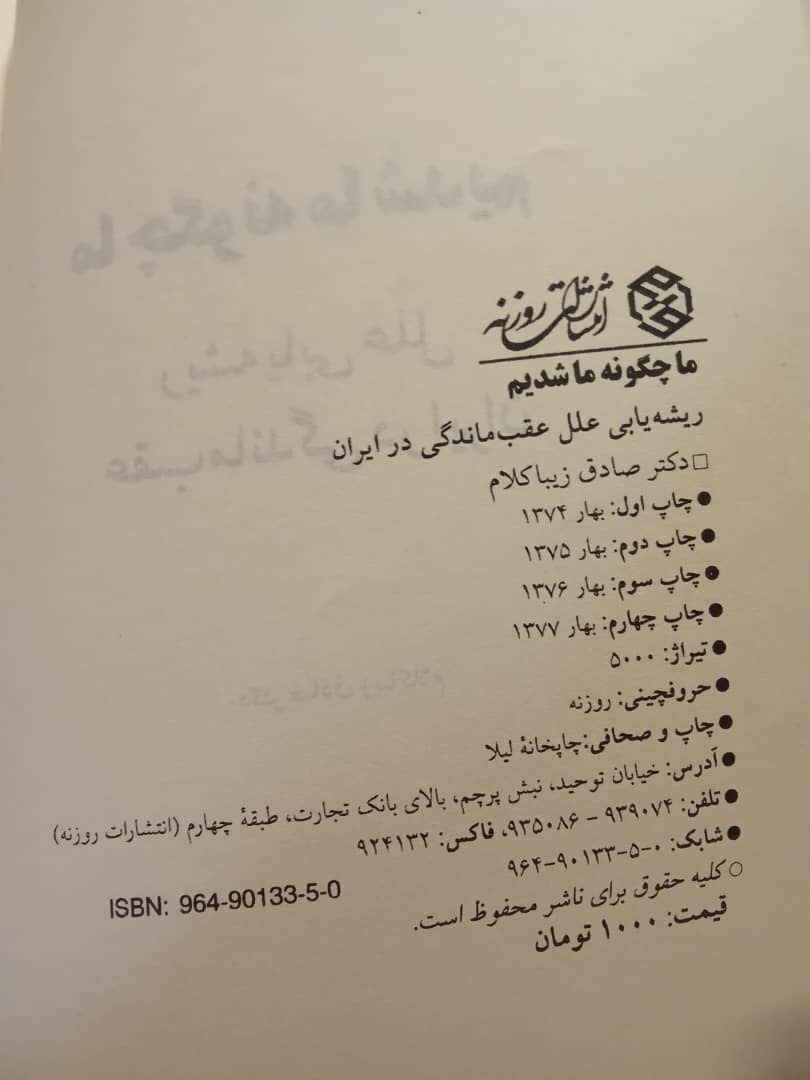 انتشارات روزنه
ما چگونه ما شدیم
ریشه‌یابی علل عقب‌ماندگی در ایران
□ دکتر صادق زیباکلام
● چاپ اول: بهار ۱۳۷۴
● چاپ دوم: بهار ۱۳۷۵
● چاپ سوم: بهار ۱۳۷۶
● چاپ چهارم: بهار ۱۳۷۷
● تیراژ: ۵۰۰۰
● حروفچینی: روزنه
● چاپ و صحافی: چاپخانهٔ لیلا
● آدرس: خیابان توحید، نبش پرچم، بالای بانک تجارت، طبقهٔ چهارم (انتشارات روزنه)
● تلفن: ۹۳۹۰۷۴ – ۹۳۵۰۸۶، فاکس: ۹۲۴۱۳۲
● شابک: ۰-۵-۹۰۱۳۳-۹۶۴
ISBN: 964-90133-5-0
○ کلیه حقوق برای ناشر محفوظ است.
قیمت: ۱۰۰۰ تومان